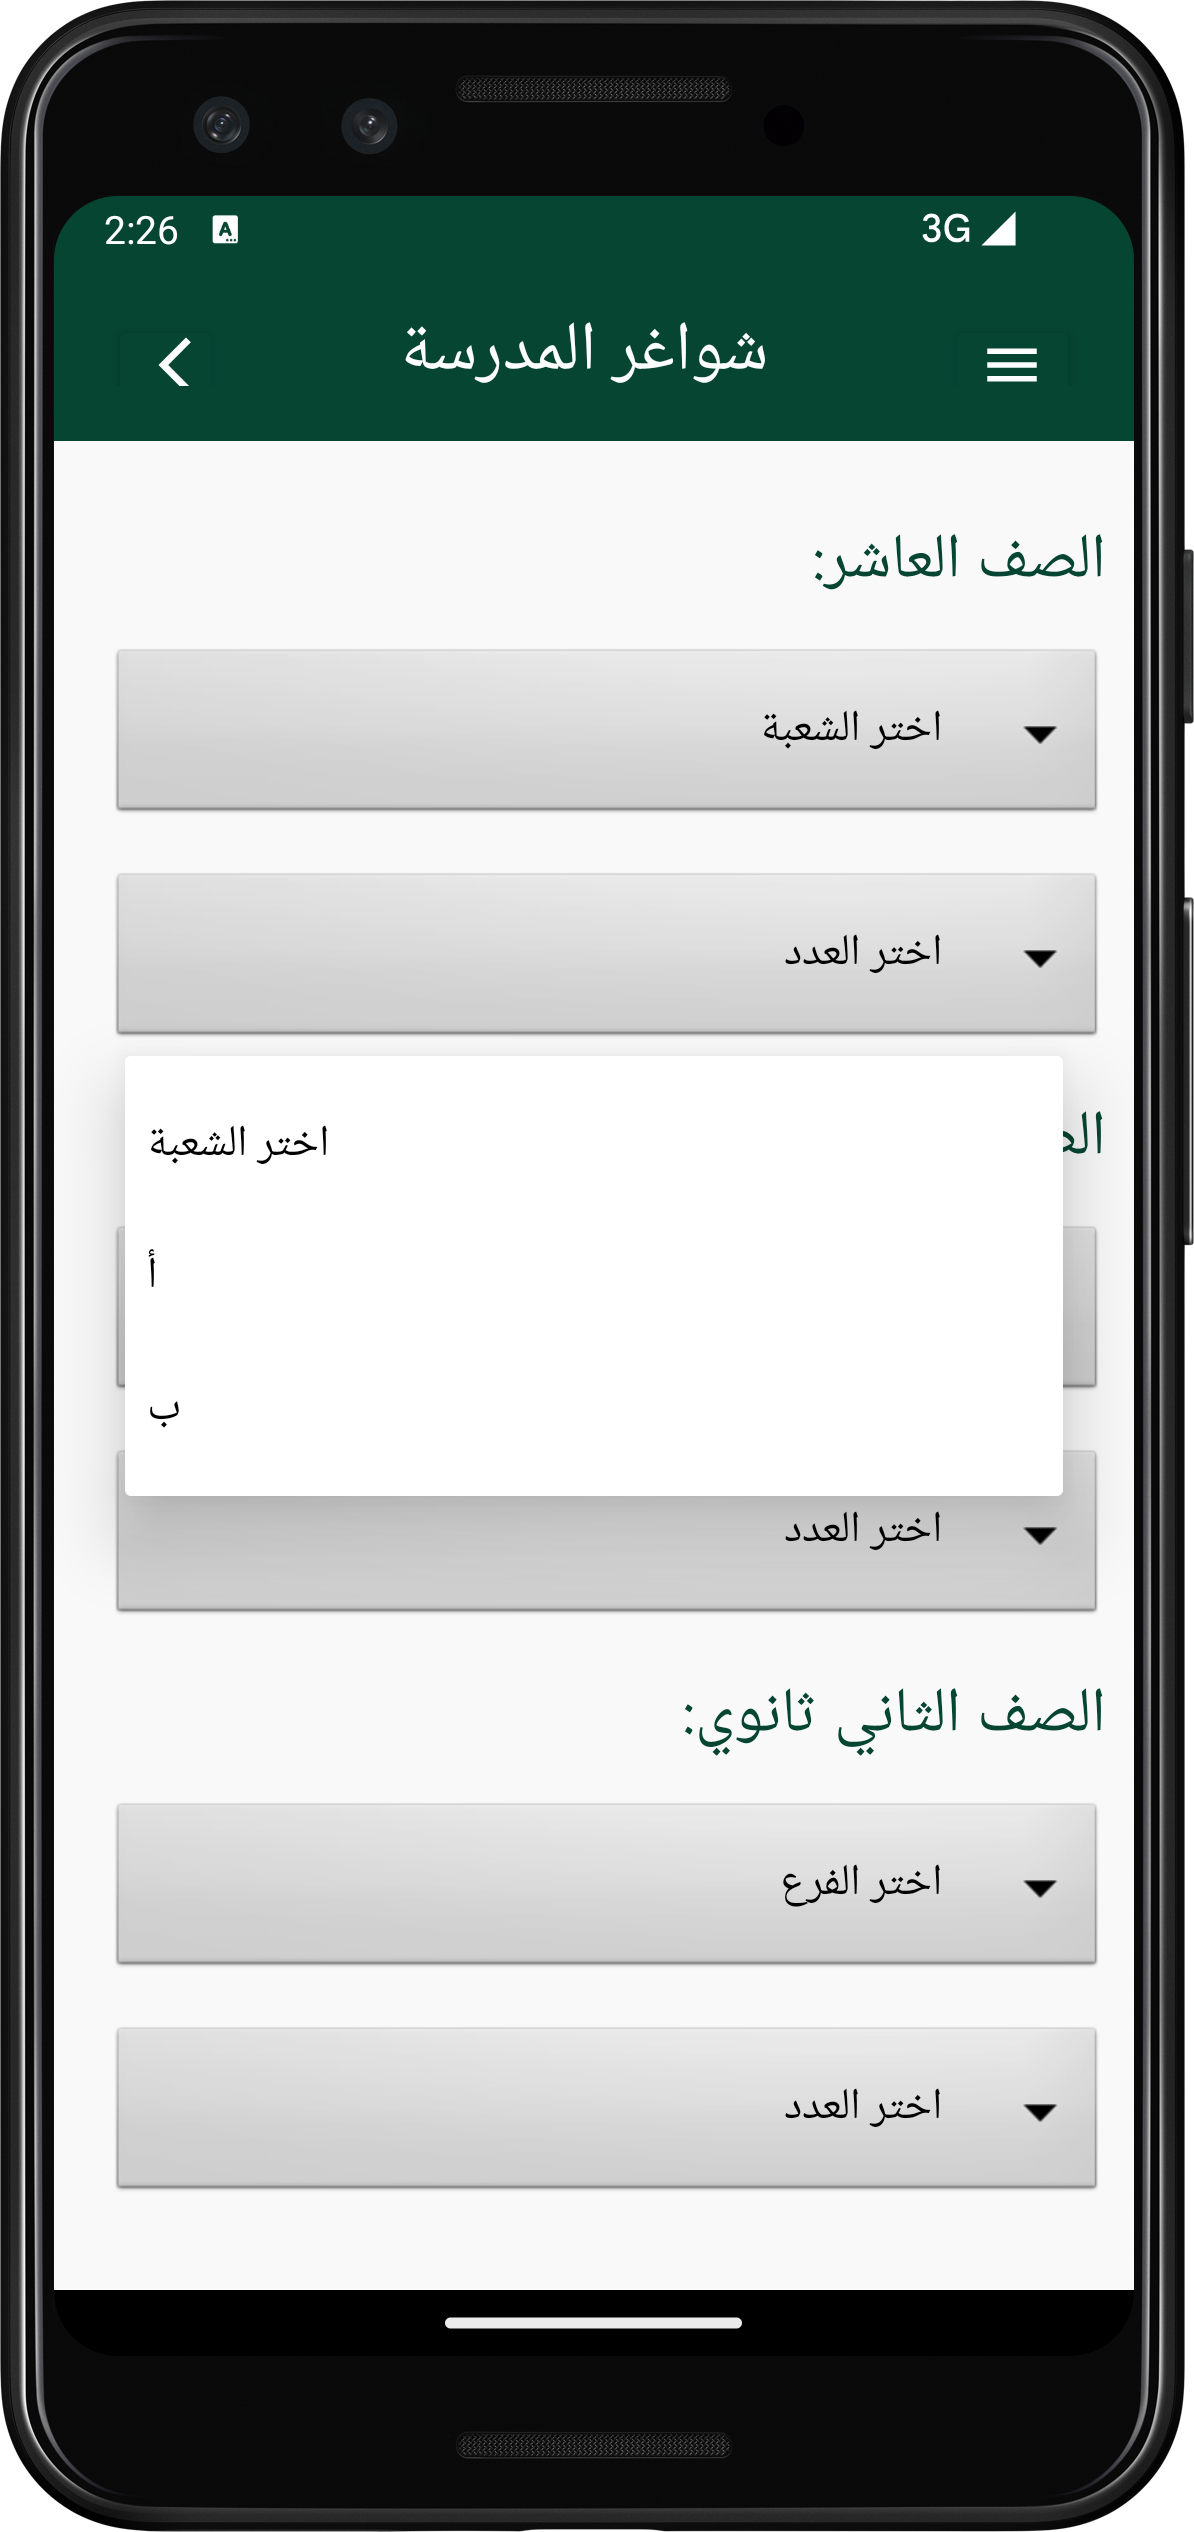 2:26 3G
شواغر المدرسة
الصف العاشر:
اختر الشعبة
اختر العدد
اختر الشعبة
أ
ب
اختر العدد
الصف الثاني ثانوي:
اختر الفرع
اختر العدد